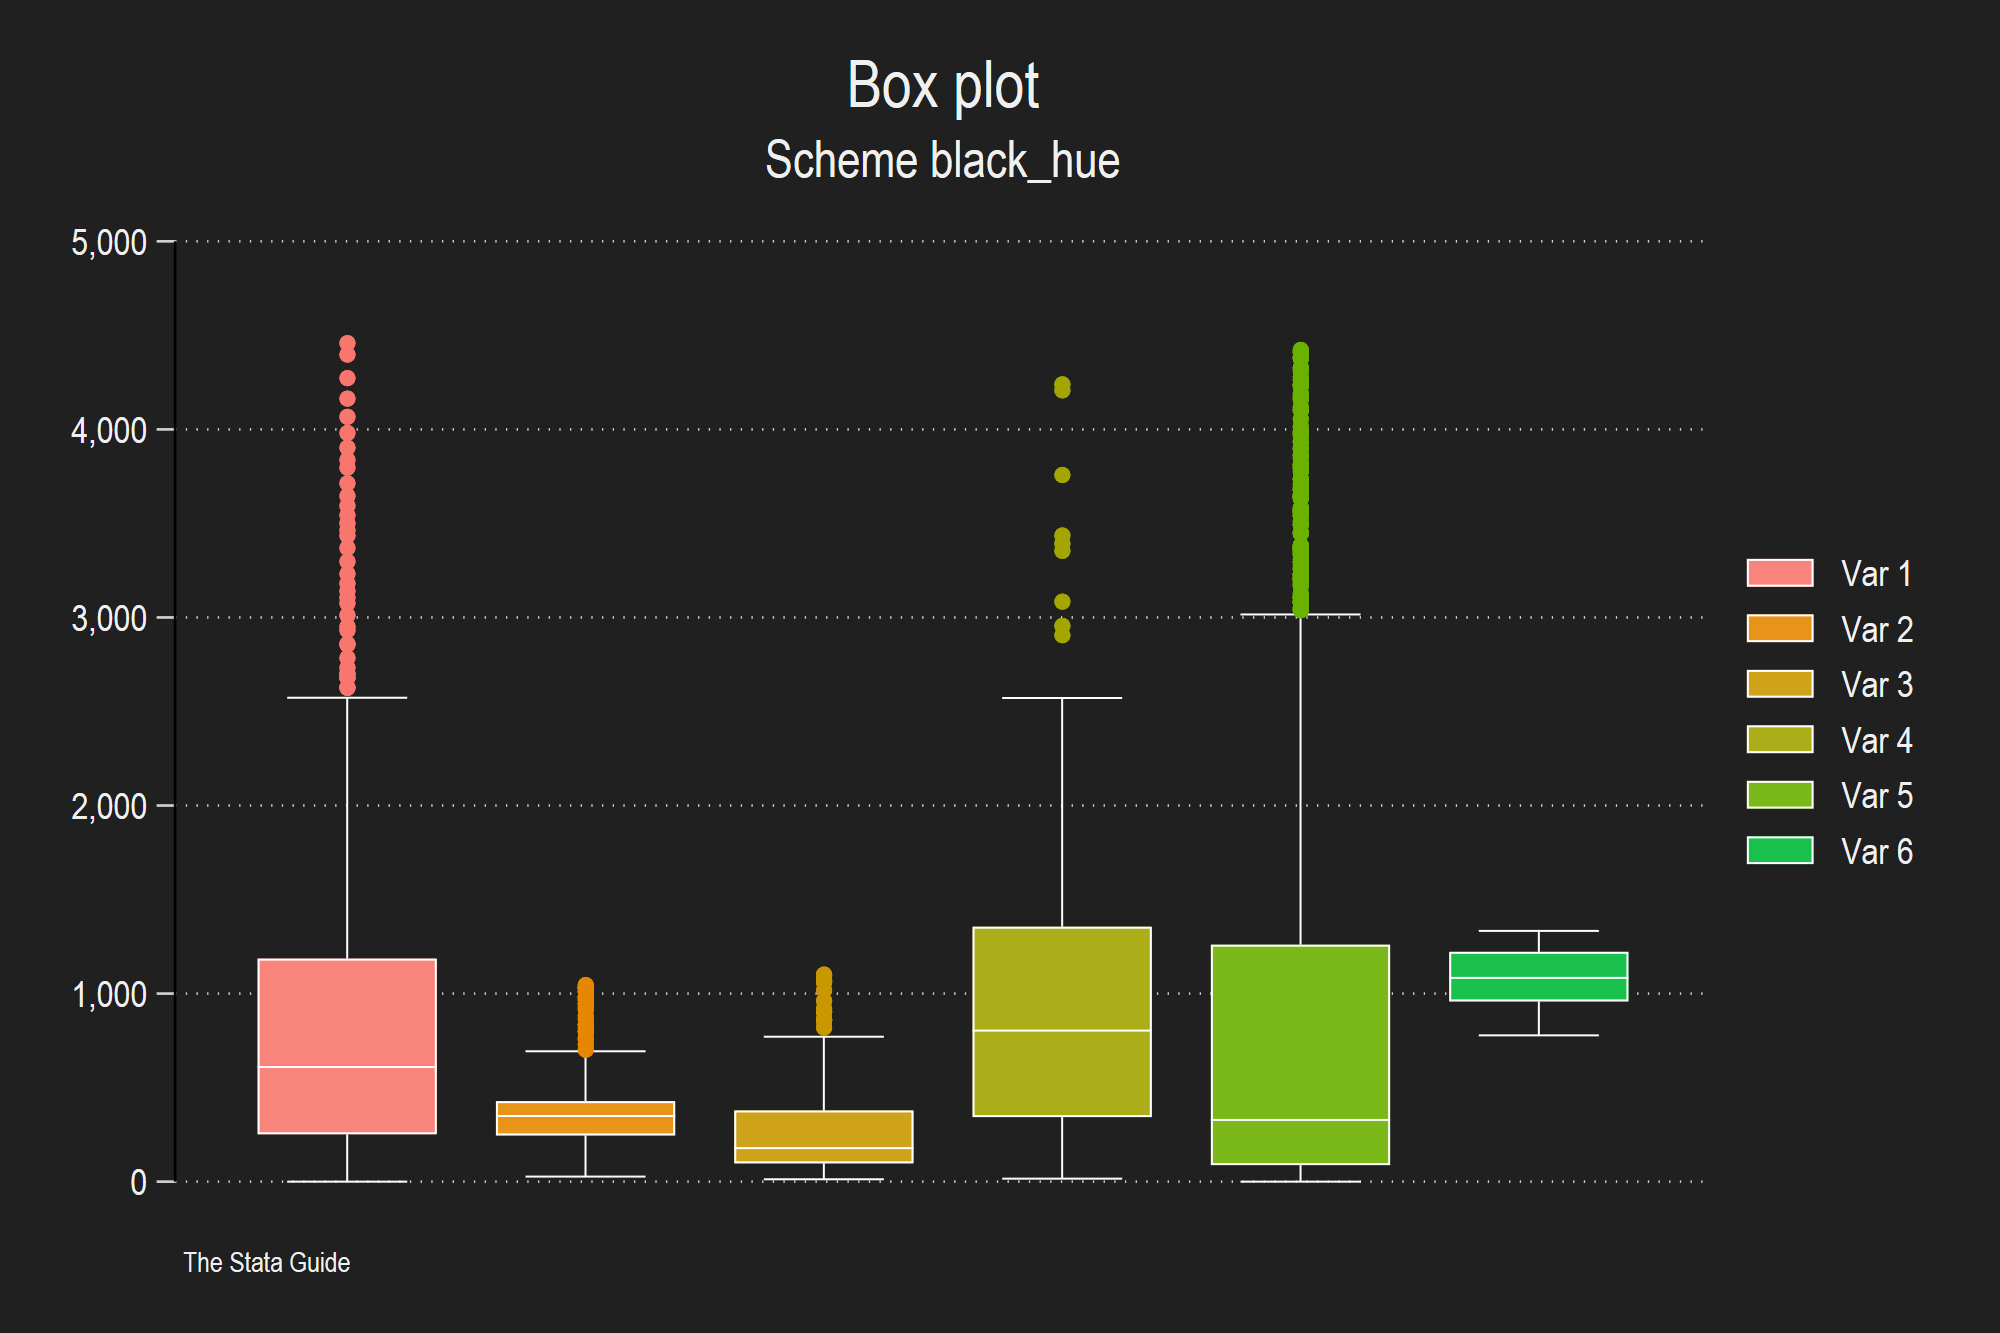 Box plot
Scheme black_hue
5,000
4,000
3,000
2,000
1,000
0
Var 1
Var 2
Var 3
Var 4
Var 5
Var 6
The Stata Guide